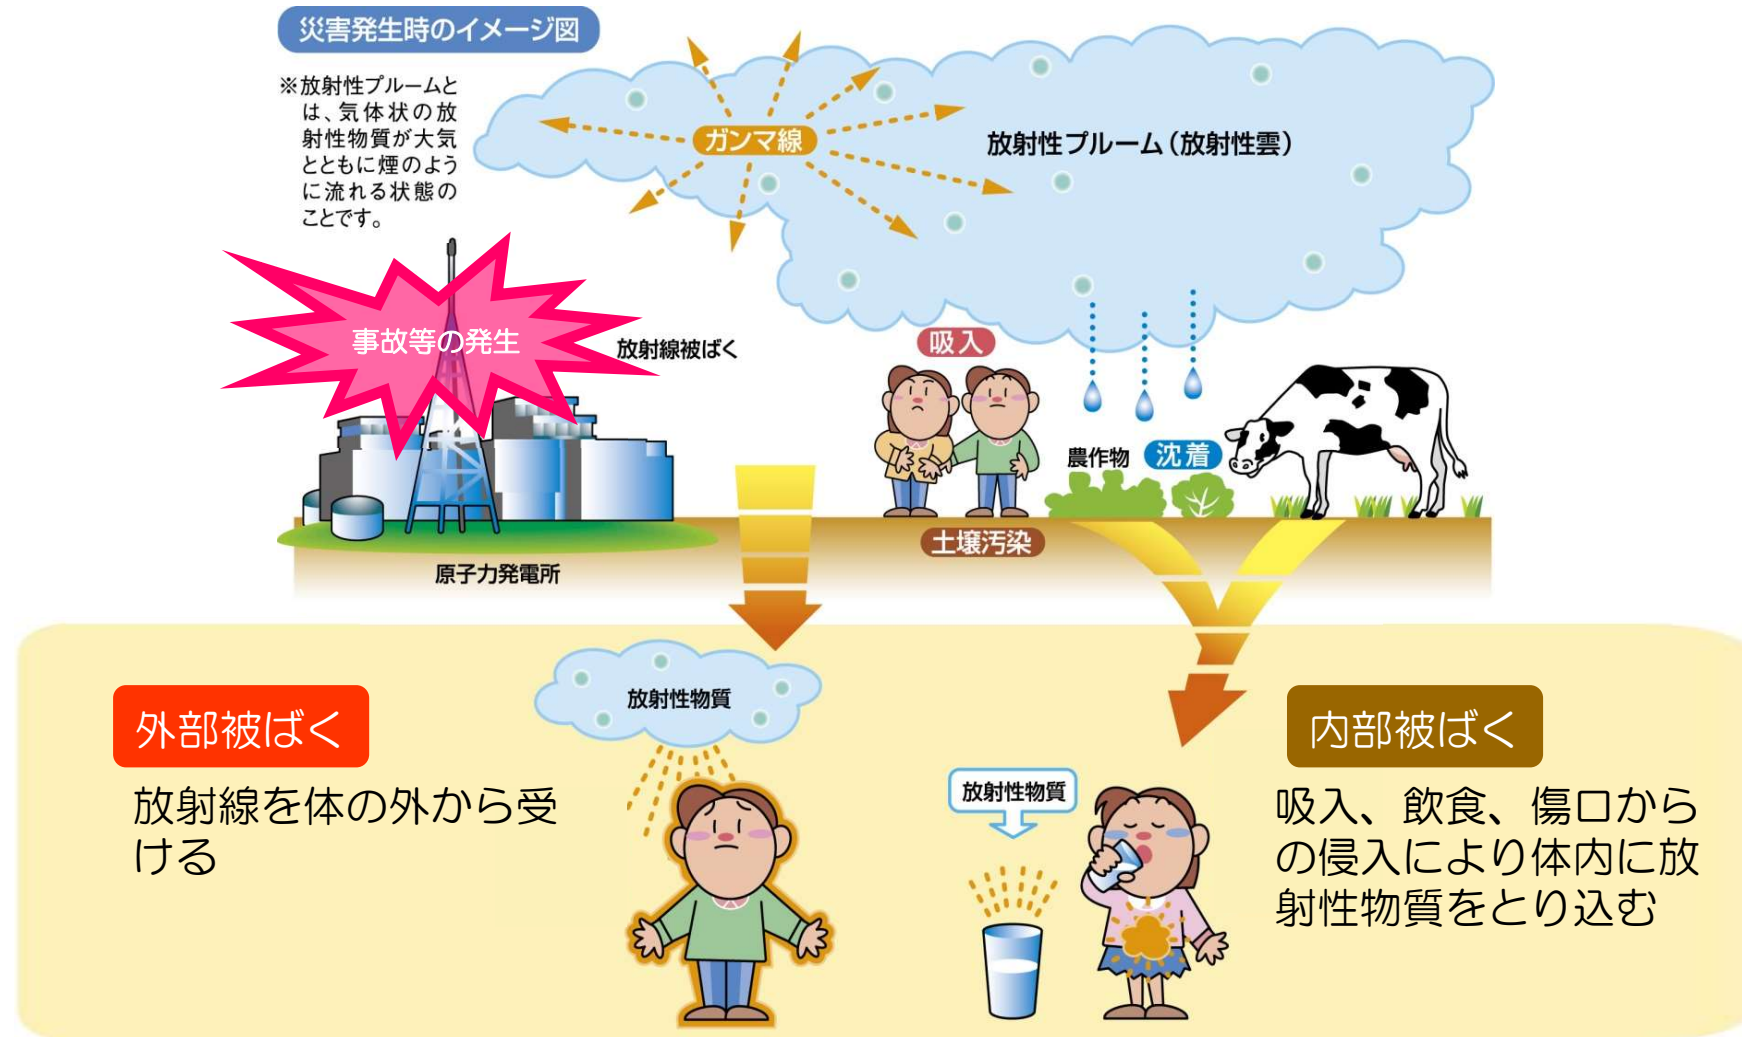 災害発生時のイメージ図
※放射性プルームと
は、気体状の放
射性物質が大気
とともに煙のよう
に流れる状態の
ことです。
ガンマ線
放射性プルーム(放射性雲)
事故等の発生
放射線被ばく
吸入
農作物
沈着
土壌汚染
原子力発電所
外部被ばく
放射線を体の外から受
ける
放射性物質
放射性物質
内部被ばく
吸入、飲食、傷口から
の侵入により体内に放
射性物質をとり込む